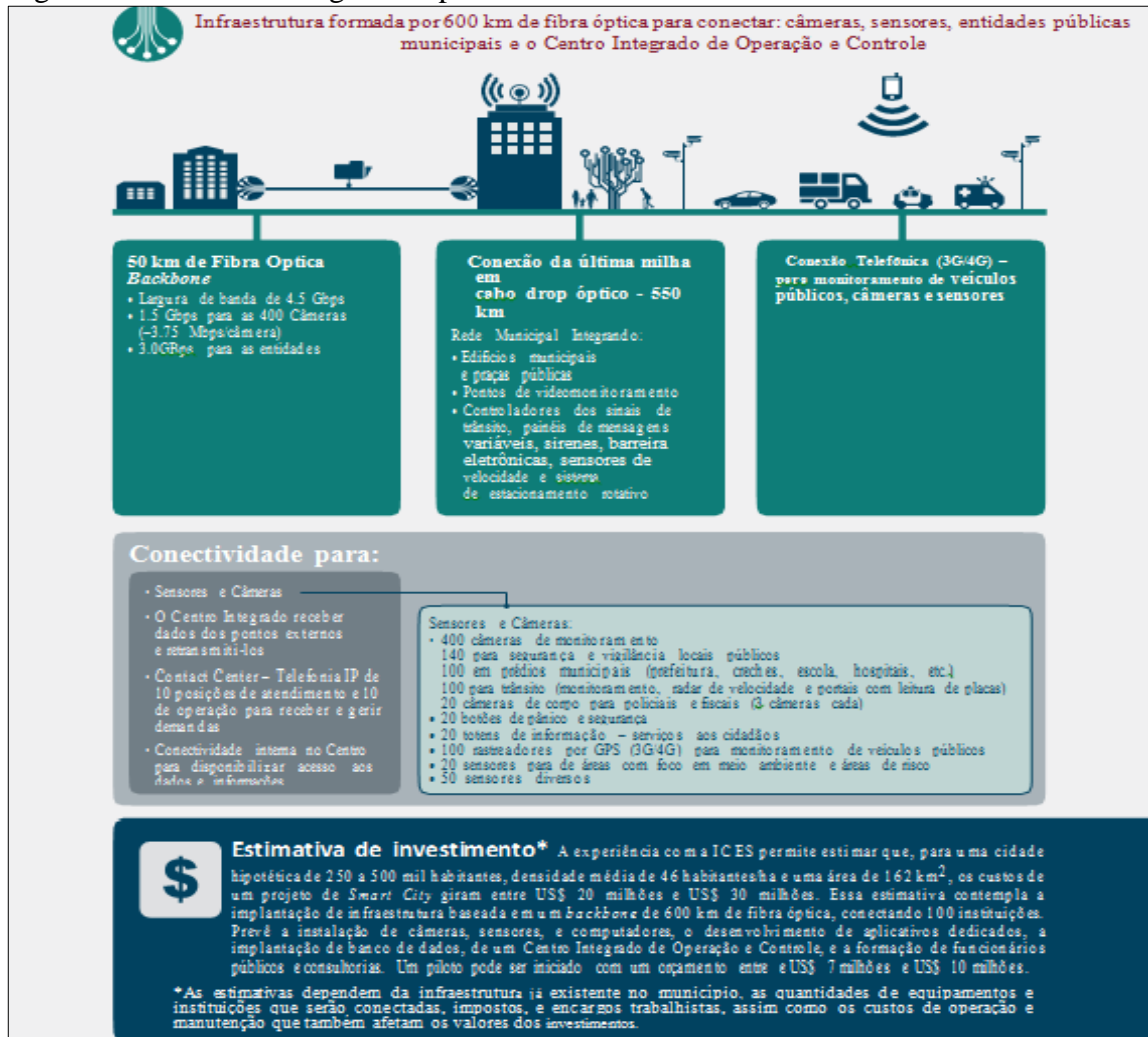 Infraestrutura formada por 600 km de fibra óptica para conectar: câmeras, sensores, entidades públicas
municipais e o Centro Integrado de Operação e Controle
50 km de Fibra Optica
Backbone
• Largura de banda de 4.5 Gbps
• 1.5 Gbps para as 400 Câmeras
(~3.75 Mbps/câmera)
• 3.0GBps para as entidades
Conexão da última milha
em
cabo drop óptico - 550
km
Rede Municipal Integrando:
• Edifícios municipais
e praças públicas
• Pontos de videomonitoramento
• Controladores dos sinais de
trânsito, painéis de mensagens
variáveis, sirenes, barreira
eletrônicas, sensores de
velocidade e sistema
de estacionamento rotativo
Conexão Telefônica (3G/4G) –
para monitoramento de veículos
públicos, câmeras e sensores
Conectividade para:
• Sensores e Câmeras
• O Centro Integrado receber
dados dos pontos externos
e retransmiti-los
• Contact Center – Telefonia IP de
10 posições de atendimento e 10
de operação para receber e gerir
demandas
• Conectividade interna no Centro
para disponibilizar acesso aos
dados e informações
Sensores e Câmeras:
• 400 câmeras de monitoramento
140 para segurança e vigilância locais públicos
100 em prédios municipais (prefeitura, creches, escola, hospitais, etc.)
100 para trânsito (monitoramento, radar de velocidade e portais com leitura de placas)
20 câmeras de corpo para policiais e fiscais (3 câmeras cada)
• 20 botões de pânico e segurança
• 20 totens de informação – serviços aos cidadãos
• 100 rastreadores por GPS (3G/4G) para monitoramento de veículos públicos
• 20 sensores para de áreas com foco em meio ambiente e áreas de risco
• 50 sensores diversos
$
Estimativa de investimento* A experiência com a ICES permite estimar que, para uma cidade
hipotética de 250 a 500 mil habitantes, densidade média de 46 habitantes/ha e uma área de 162 km², os custos de
um projeto de Smart City giram entre US$ 20 milhões e US$ 30 milhões. Essa estimativa contempla a
implantação de infraestrutura baseada em um backbone de 600 km de fibra óptica, conectando 100 instituições.
Prevê a instalação de câmeras, sensores, e computadores, o desenvolvimento de aplicativos dedicados, a
implantação de banco de dados, de um Centro Integrado de Operação e Controle, e a formação de funcionários
públicos e consultorias. Um piloto pode ser iniciado com um orçamento entre e US$ 7 milhões e US$ 10 milhões.
*As estimativas dependem da infraestrutura já existente no município, as quantidades de equipamentos e
instituições que serão conectadas, impostos, e encargos trabalhistas, assim como os custos de operação e
manutenção que também afetam os valores dos investimentos.